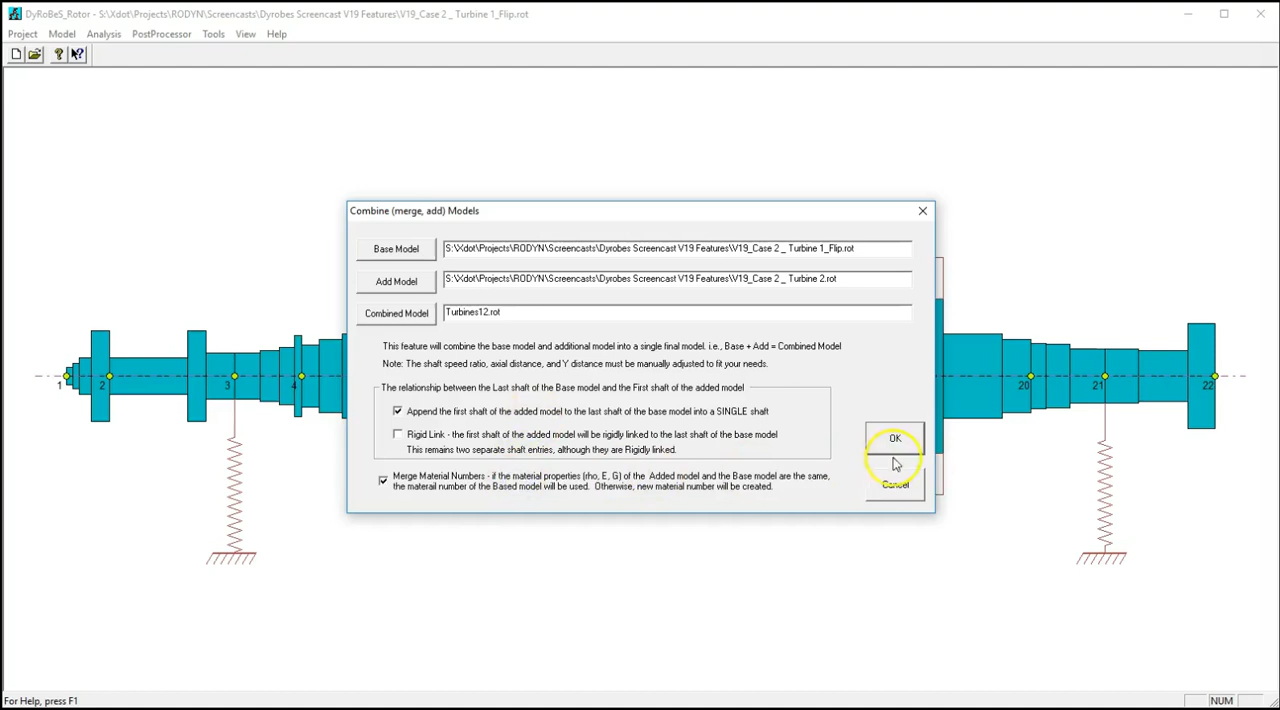 DyRoBeS_Rotor - S:\Xdot\Projects\RODYN\Screencasts\Dyrobes Screencast V19 Features\V19_Case 2 _ Turbine 1_Flip.rot
Project Model Analysis PostProcessor Tools View Help
Combine (merge, add) Models
Base Model S:\Xdot\Projects\RODYN\Screencasts\Dyrobes Screencast V19 Features\V19_Case 2 _ Turbine 1_Flip.rot
Add Model S:\Xdot\Projects\RODYN\Screencasts\Dyrobes Screencast V19 Features\V19_Case 2 _ Turbine 2.rot
Combined Model Turbines12.rot
This feature will combine the base model and additional model into a single final model. i.e., Base + Add = Combined Model
Note: The shaft speed ratio, axial distance, and Y distance must be manually adjusted to fit your needs.
The relationship between the Last shaft of the Base model and the First shaft of the added model
Append the first shaft of the added model to the last shaft of the base model into a SINGLE shaft
Rigid Link - the first shaft of the added model will be rigidly linked to the last shaft of the base model
This remains two separate shaft entries, although they are Rigidly linked.
Merge Material Numbers - if the material properties (rho, E, G) of the Added model and the Base model are the same,
the materail number of the Based model will be used. Otherwise, new material number will be created.
OK
Cancel
1 2 3 4 20 21 22
For Help, press F1
NUM